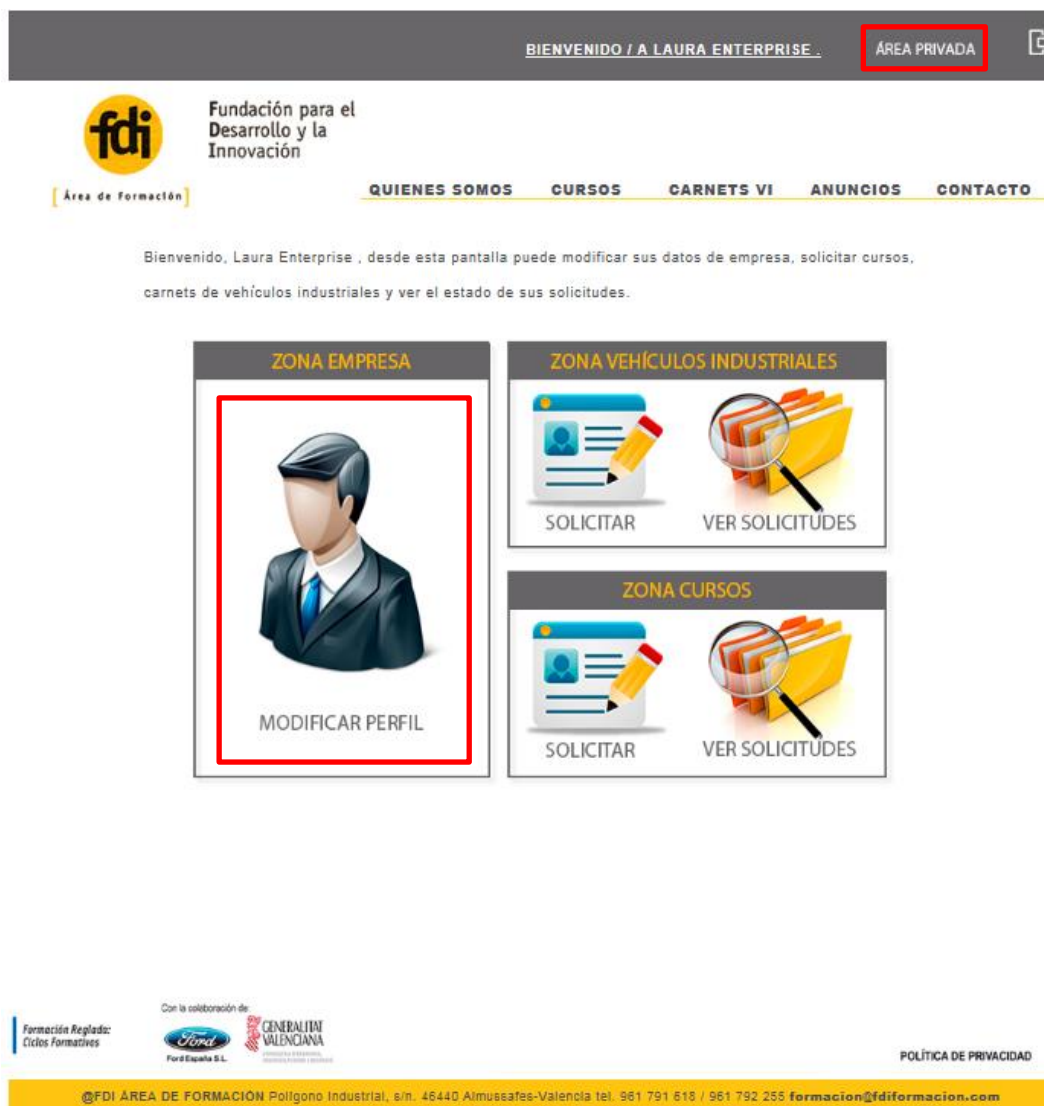 BIENVENIDO / A LAURA ENTERPRISE .
ÁREA PRIVADA
fdi
Fundación para el
Desarrollo y la
Innovación
[Área de Formación]
QUIENES SOMOS CURSOS CARNETS VI ANUNCIOS CONTACTO
Bienvenido, Laura Enterprise , desde esta pantalla puede modificar sus datos de empresa, solicitar cursos,
carnets de vehículos industriales y ver el estado de sus solicitudes.
ZONA EMPRESA
MODIFICAR PERFIL
ZONA VEHÍCULOS INDUSTRIALES
SOLICITAR VER SOLICITUDES
ZONA CURSOS
SOLICITAR VER SOLICITUDES
Formación Reglada:
Ciclos Formativos
Con la colaboración de:
Ford
Ford España S.L.
GENERALITAT
VALENCIANA
POLÍTICA DE PRIVACIDAD
@FDI ÁREA DE FORMACIÓN Polígono Industrial, s/n. 46440 Almussafes-Valencia tel. 961 791 618 / 961 792 255 formacion@fdiformacion.com